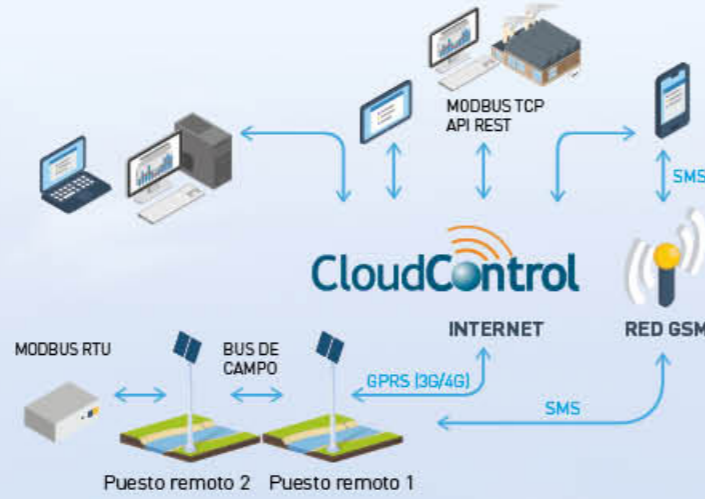 MODBUS TCP
API REST
SMS
CloudControl
INTERNET
RED GSM
MODBUS RTU
BUS DE
CAMPO
GPRS (3G/4G)
SMS
Puesto remoto 2
Puesto remoto 1